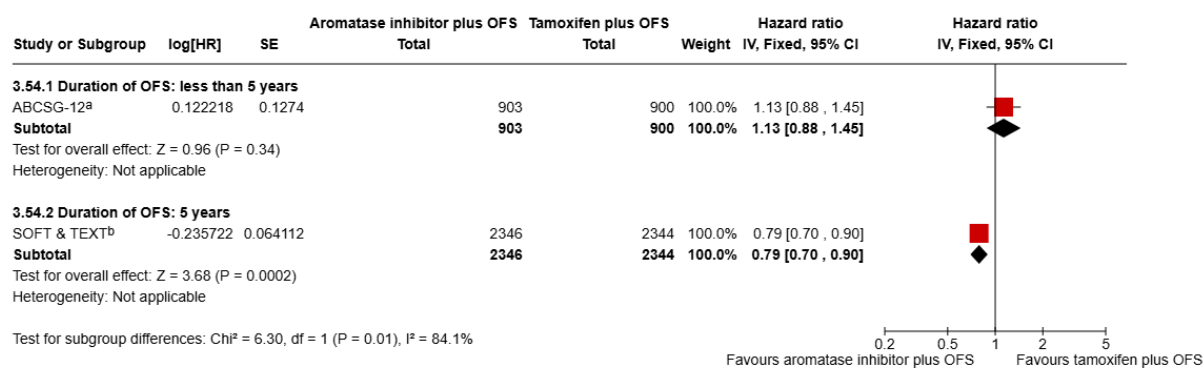 Aromatase inhibitor plus OFS Tamoxifen plus OFS Hazard ratio Hazard ratio
Study or Subgroup log[HR] SE Total Total Weight IV, Fixed, 95% CI IV, Fixed, 95% CI
3.54.1 Duration of OFS: less than 5 years
ABCSG-12ª 0.122218 0.1274 903 900 100.0% 1.13 [0.88 , 1.45]
Subtotal 903 900 100.0% 1.13 [0.88 , 1.45]
Test for overall effect: Z = 0.96 (P = 0.34)
Heterogeneity: Not applicable
3.54.2 Duration of OFS: 5 years
SOFT & TEXTᵇ -0.235722 0.064112 2346 2344 100.0% 0.79 [0.70 , 0.90]
Subtotal 2346 2344 100.0% 0.79 [0.70 , 0.90]
Test for overall effect: Z = 3.68 (P = 0.0002)
Heterogeneity: Not applicable
Test for subgroup differences: Chi² = 6.30, df = 1 (P = 0.01), I² = 84.1%
0.2 0.5 1 2 5
Favours aromatase inhibitor plus OFS Favours tamoxifen plus OFS